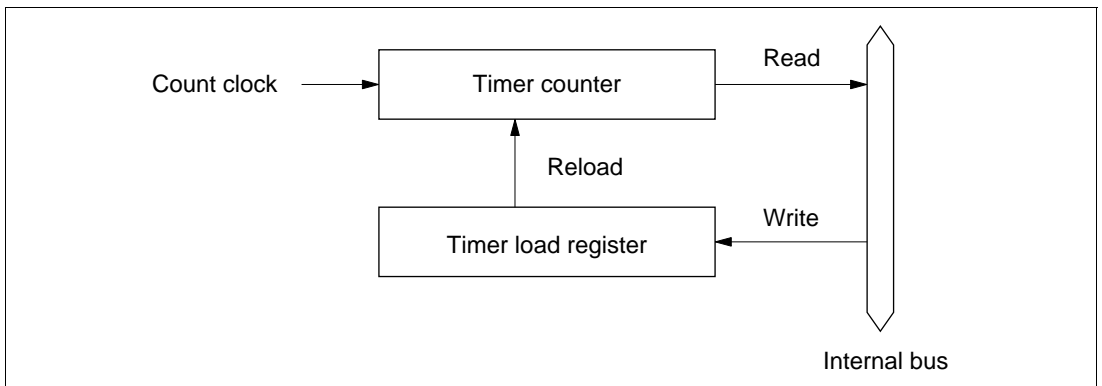 Read
Count clock
Timer counter
Reload
Write
Timer load register
Internal bus